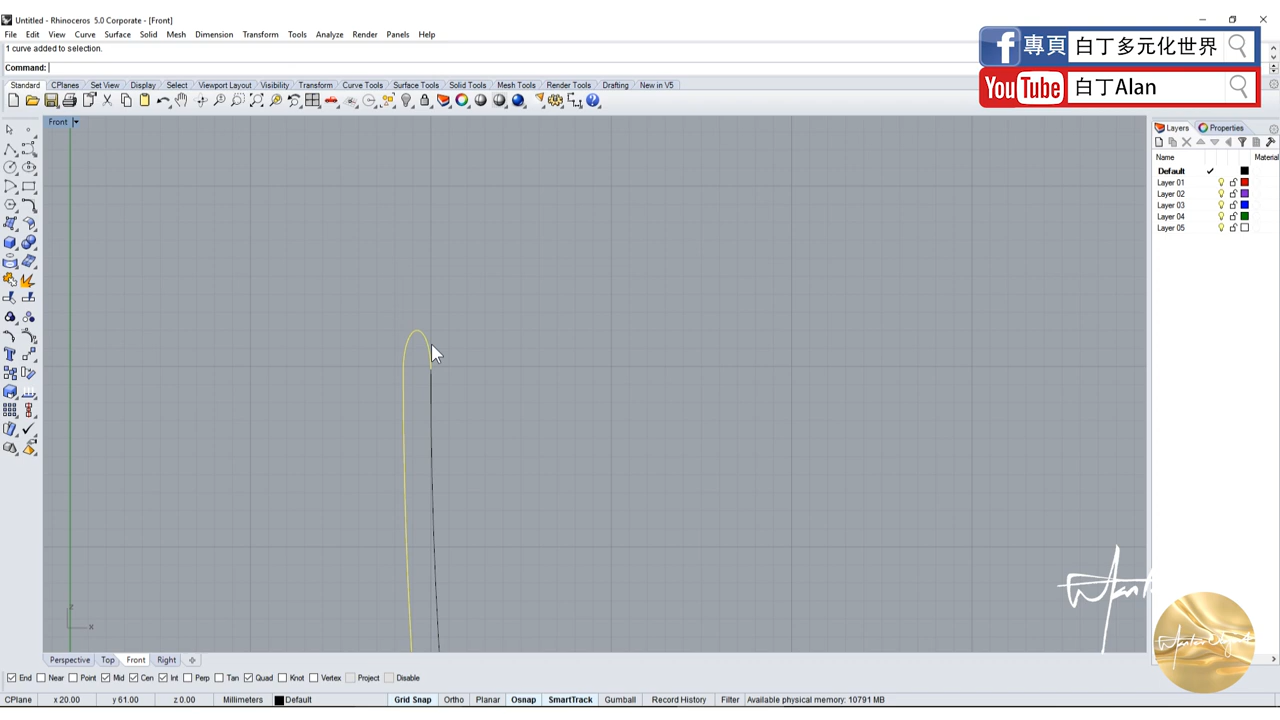 Untitled - Rhinoceros 5.0 Corporate - [Front]
File Edit View Curve Surface Solid Mesh Dimension Transform Tools Analyze Render Panels Help
1 curve added to selection.
Command:
專頁 白丁多元化世界
YouTube 白丁Alan
Standard CPlanes Set View Display Select Viewport Layout Visibility Transform Curve Tools Surface Tools Solid Tools Mesh Tools Render Tools Drafting New in V5
Front
Layers Properties
Name Material
Default
Layer 01
Layer 02
Layer 03
Layer 04
Layer 05
z
x
Perspective Top Front Right
End Near Point Mid Cen Int Perp Tan Quad Knot Vertex Project Disable
CPlane x 20.00 y 61.00 z 0.00 Millimeters Default Grid Snap Ortho Planar Osnap SmartTrack Gumball Record History Filter Available physical memory: 10791 MB